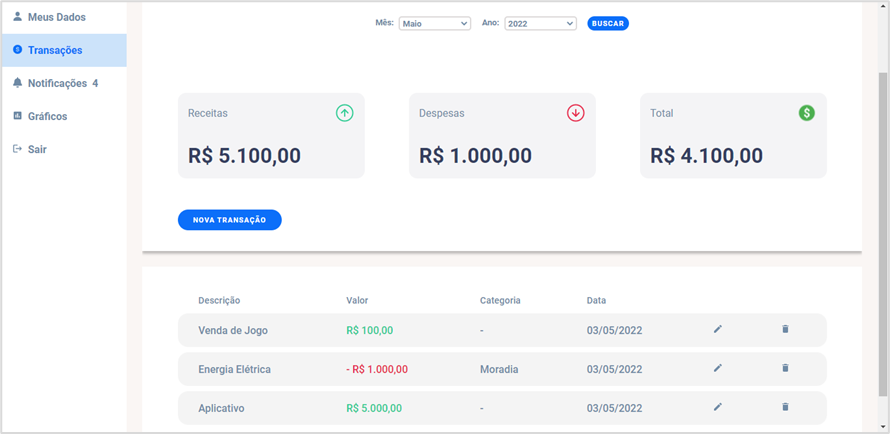 Meus Dados
Transações
Notificações 4
Gráficos
Sair
Mês: Maio Ano: 2022 BUSCAR
Receitas
R$ 5.100,00
Despesas
R$ 1.000,00
Total
$
R$ 4.100,00
NOVA TRANSAÇÃO
Descrição Valor Categoria Data
Venda de Jogo R$ 100,00 - 03/05/2022
Energia Elétrica - R$ 1.000,00 Moradia 03/05/2022
Aplicativo R$ 5.000,00 - 03/05/2022